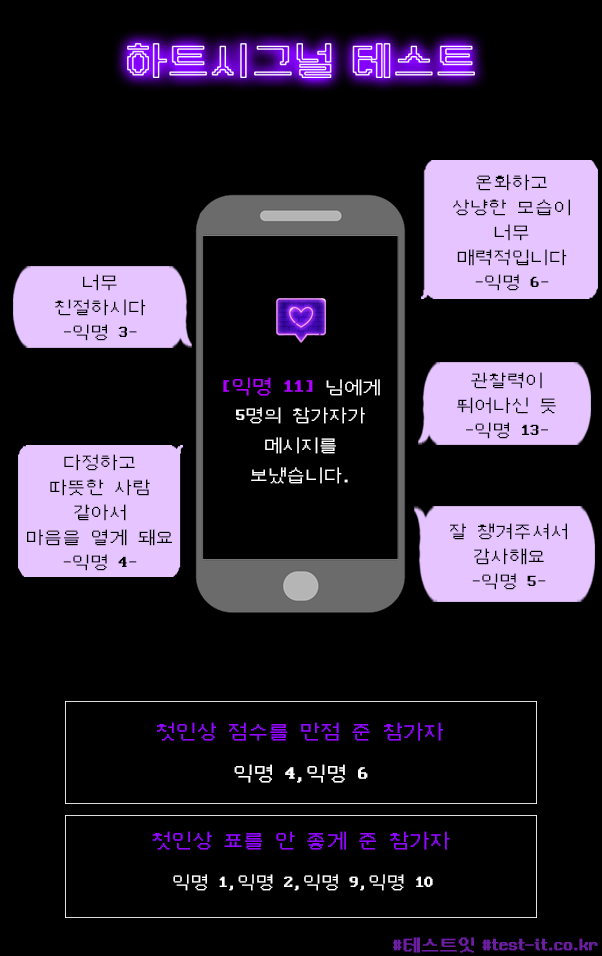 하트시그널 테스트
온화하고
상냥한 모습이
너무
매력적입니다
-익명 6-
너무
친절하시다
-익명 3-
[익명 11] 님에게
5명의 참가자가
메시지를
보냈습니다.
관찰력이
뛰어나신 듯
-익명 13-
다정하고
따뜻한 사람
같아서
마음을 열게 돼요
-익명 4-
잘 챙겨주셔서
감사해요
-익명 5-
첫인상 점수를 만점 준 참가자
익명 4,익명 6
첫인상 표를 안 좋게 준 참가자
익명 1,익명 2,익명 9,익명 10
#테스트잇 #test-it.co.kr